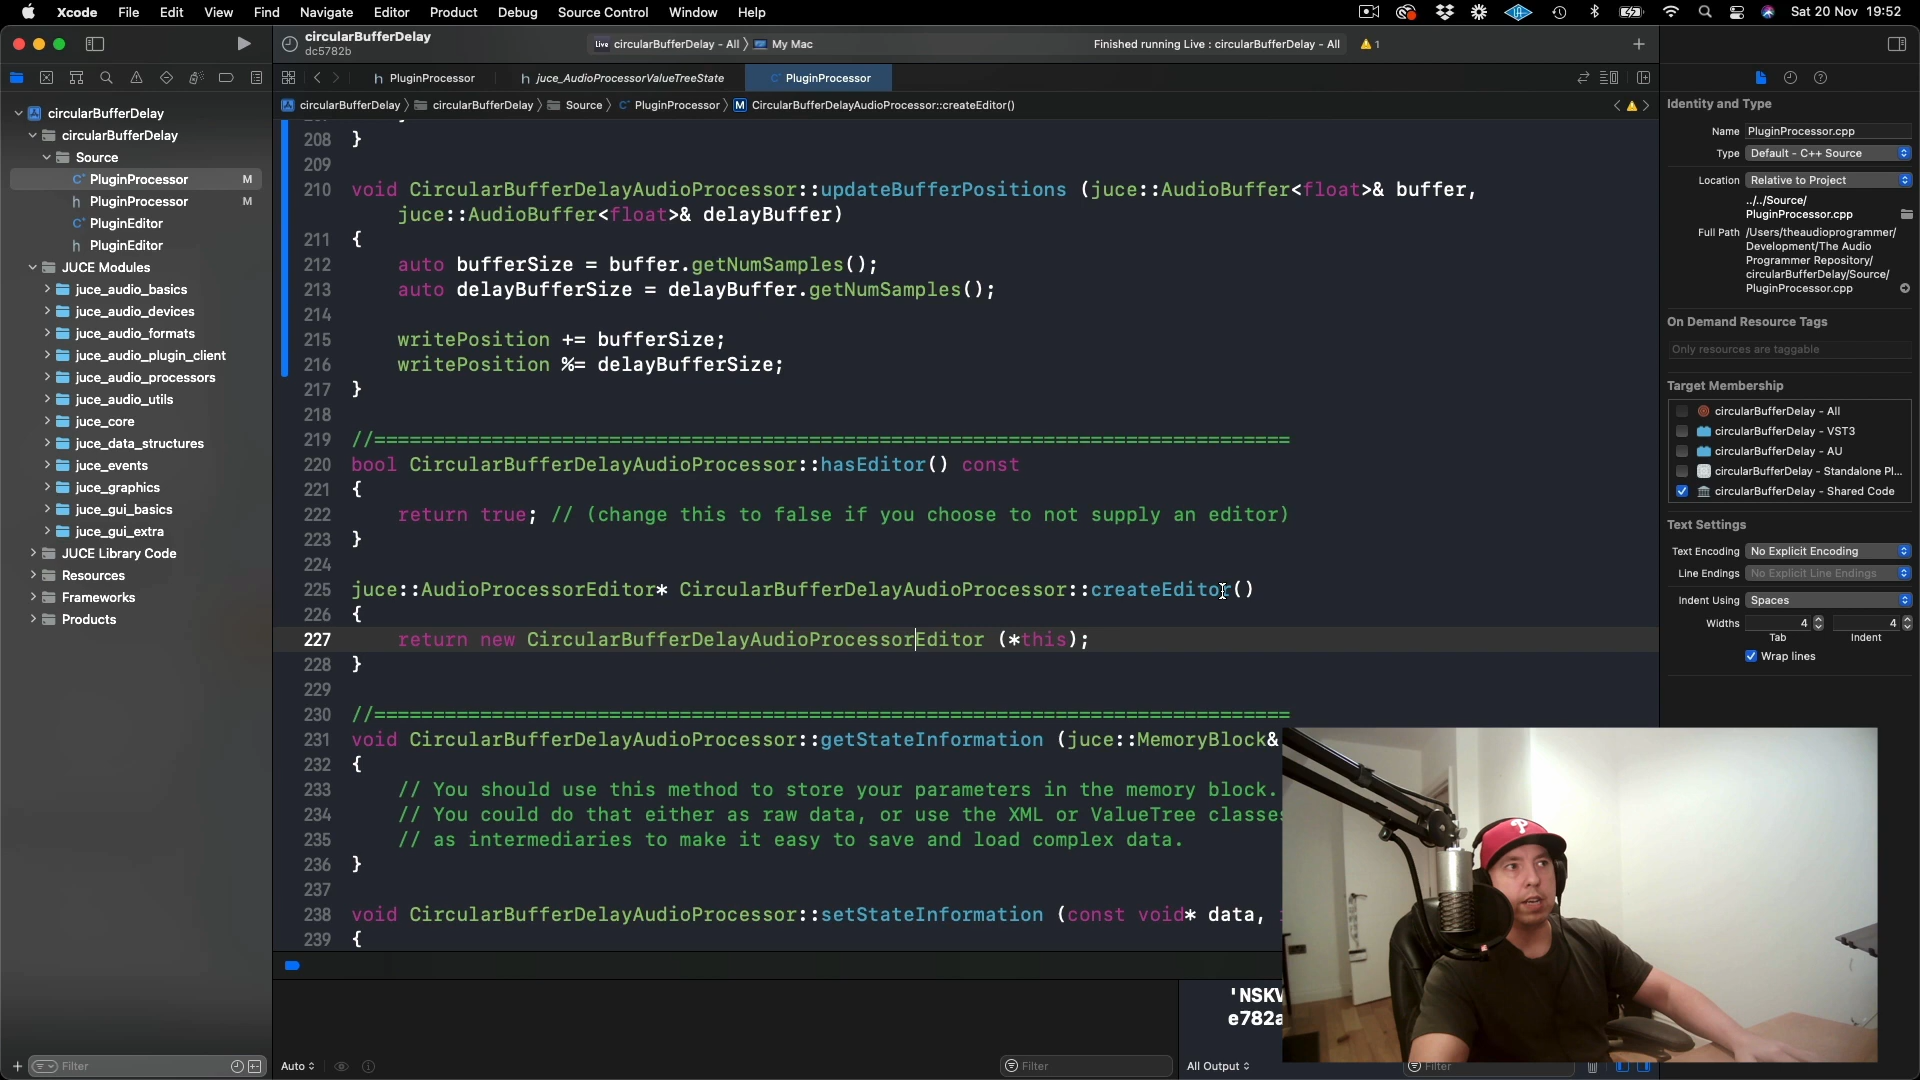 Xcode File Edit View Find Navigate Editor Product Debug Source Control Window Help Sat 20 Nov 19:52
circularBufferDelay
dc5782b
Live circularBufferDelay - All My Mac Finished running Live : circularBufferDelay - All 1
h PluginProcessor h juce_AudioProcessorValueTreeState C+ PluginProcessor
circularBufferDelay circularBufferDelay Source PluginProcessor M CircularBufferDelayAudioProcessor::createEditor()
circularBufferDelay
circularBufferDelay
Source
PluginProcessor M
h PluginProcessor M
PluginEditor
h PluginEditor
JUCE Modules
juce_audio_basics
juce_audio_devices
juce_audio_formats
juce_audio_plugin_client
juce_audio_processors
juce_audio_utils
juce_core
juce_data_structures
juce_events
juce_graphics
juce_gui_basics
juce_gui_extra
JUCE Library Code
Resources
Frameworks
Products
Filter
208 }
209
210 void CircularBufferDelayAudioProcessor::updateBufferPositions (juce::AudioBuffer<float>& buffer,
juce::AudioBuffer<float>& delayBuffer)
211 {
212 auto bufferSize = buffer.getNumSamples();
213 auto delayBufferSize = delayBuffer.getNumSamples();
214
215 writePosition += bufferSize;
216 writePosition %= delayBufferSize;
217 }
218
219 //==============================================================================
220 bool CircularBufferDelayAudioProcessor::hasEditor() const
221 {
222 return true; // (change this to false if you choose to not supply an editor)
223 }
224
225 juce::AudioProcessorEditor* CircularBufferDelayAudioProcessor::createEditor()
226 {
227 return new CircularBufferDelayAudioProcessorEditor (*this);
228 }
229
230 //==============================================================================
231 void CircularBufferDelayAudioProcessor::getStateInformation (juce::MemoryBlock&
232 {
233 // You should use this method to store your parameters in the memory block.
234 // You could do that either as raw data, or use the XML or ValueTree classes
235 // as intermediaries to make it easy to save and load complex data.
236 }
237
238 void CircularBufferDelayAudioProcessor::setStateInformation (const void* data,
239 {
'NSKV
e782a
Auto Filter All Output Filter
Identity and Type
Name PluginProcessor.cpp
Type Default - C++ Source
Location Relative to Project
../../Source/
PluginProcessor.cpp
Full Path /Users/theaudioprogrammer/
Development/The Audio
Programmer Repository/
circularBufferDelay/Source/
PluginProcessor.cpp
On Demand Resource Tags
Only resources are taggable
Target Membership
circularBufferDelay - All
circularBufferDelay - VST3
circularBufferDelay - AU
circularBufferDelay - Standalone Pl...
circularBufferDelay - Shared Code
Text Settings
Text Encoding No Explicit Encoding
Line Endings No Explicit Line Endings
Indent Using Spaces
Widths 4 4
Tab Indent
Wrap lines
P